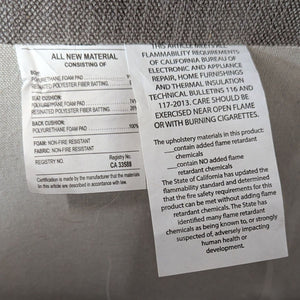 ALL NEW MATERIAL
CONSISTING OF
BODY:
POLYURETHANE FOAM PAD
RESINATED POLYESTER FIBER BATTING
SEAT CUSHION:
POLYURETHANE FOAM PAD
RESINATED POLYESTER FIBER BATTING
BACK CUSHION:
POLYURETHANE FOAM PAD 100%
FOAM: NON-FIRE RESISTANT
FABRIC: NON-FIRE RESISTANT
REGISTRY NO. Registry No.
CA 33588
Certification is made by the manufacturer that the material in
this article are described in accordance with law.
THIS ARTICLE MEETS
FLAMMABILITY REQUIREMENTS
OF CALIFORNIA BUREAU OF
ELECTRONIC AND APPLIANCE
REPAIR, HOME FURNISHINGS
AND THERMAL INSULATION
TECHNICAL BULLETINS 116 AND
117-2013. CARE SHOULD BE
EXERCISED NEAR OPEN FLAME
OR WITH BURNING CIGARETTES.
The upholstery materials in this product:
____contain added flame retardant
chemicals
____contain NO added flame
retardant chemicals
The State of California has updated the
flammability standard and determined
that the fire safety requirements for this
product can be met without adding flame
retardant chemicals. The State has
identified many flame retardant
chemicals as being known to, or strongly
suspected of, adversely impacting
human health or
development.